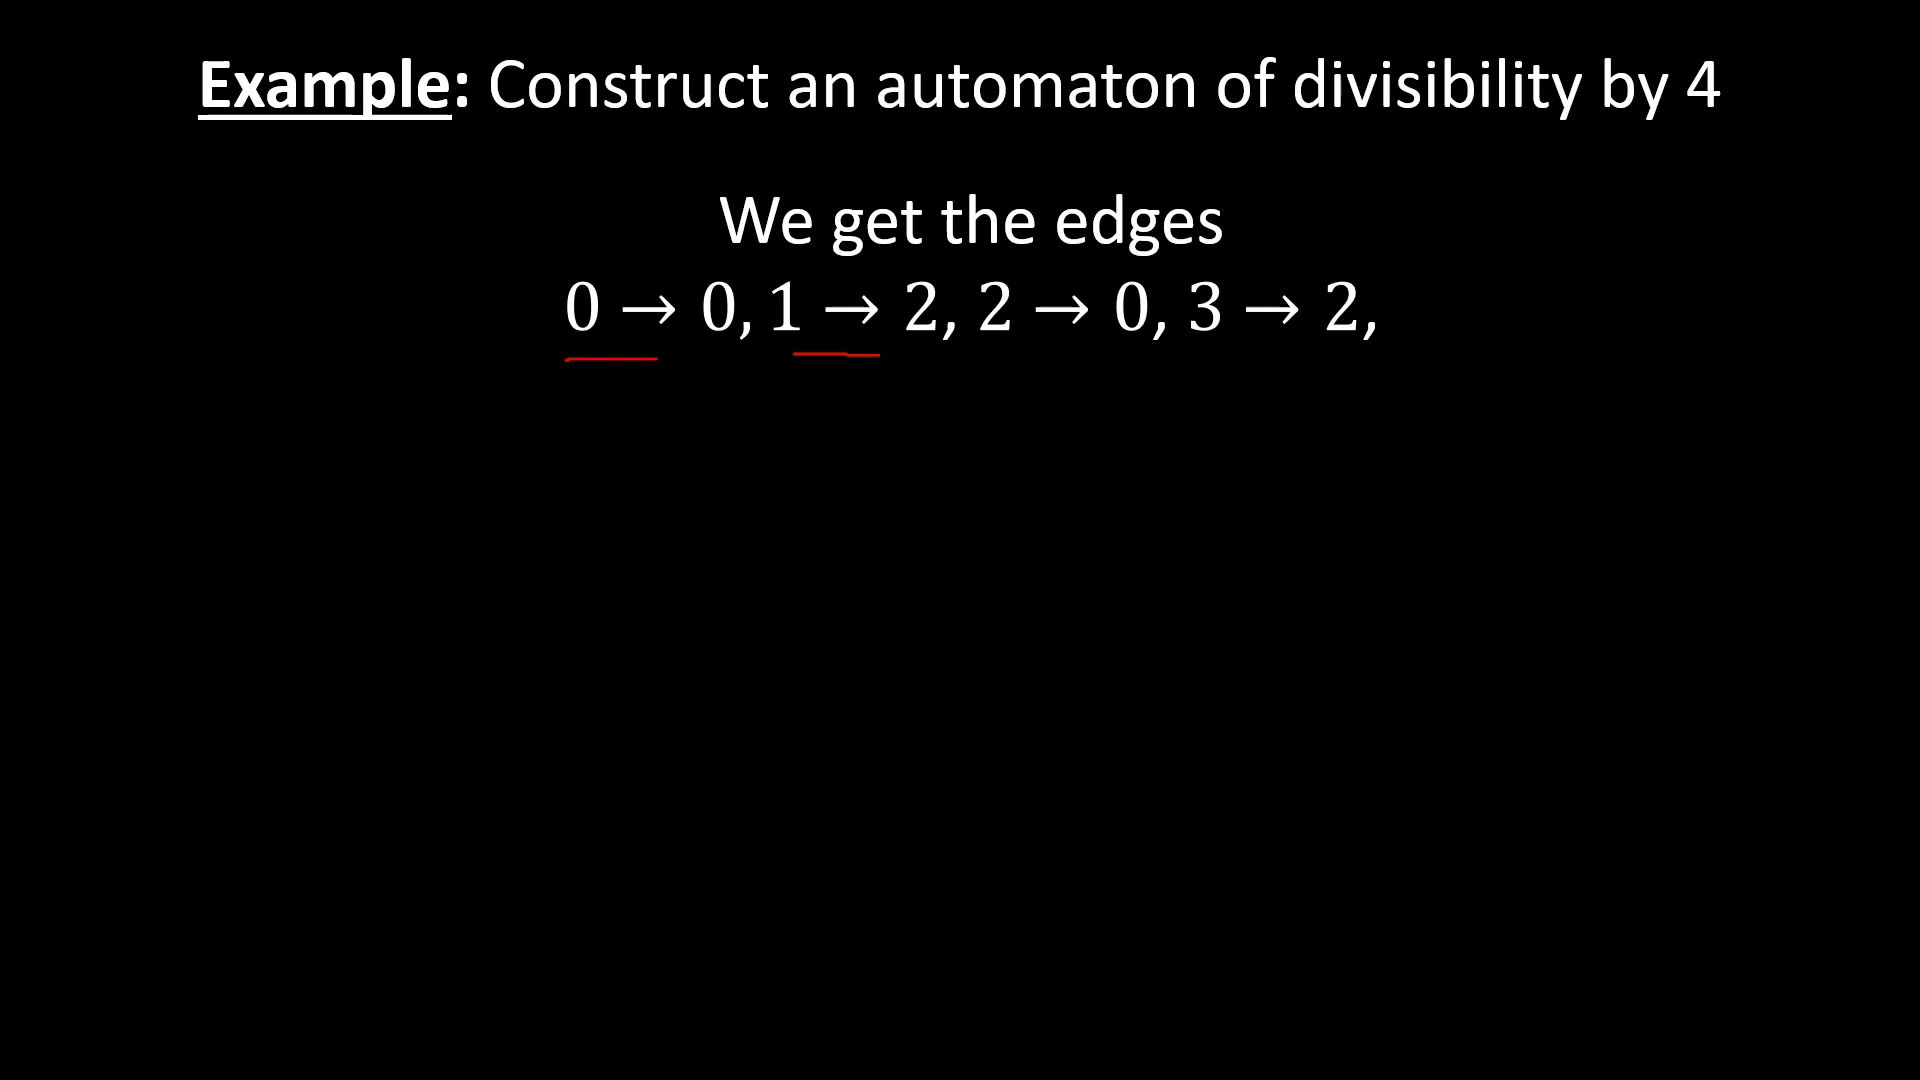 Example: Construct an automaton of divisibility by 4
We get the edges
0 → 0, 1 → 2, 2 → 0, 3 → 2,